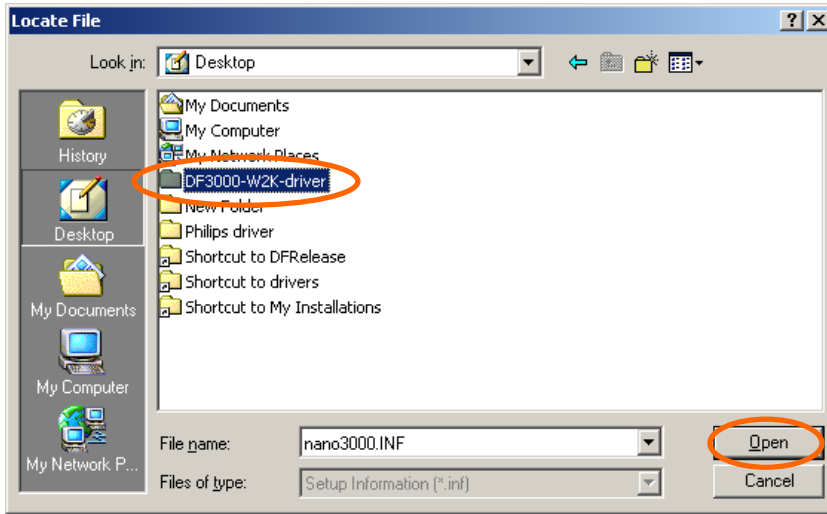 Locate File
Look in:
Desktop
History
Desktop
My Documents
My Computer
My Network P...
My Documents
My Computer
My Network Places
DF3000-W2K-driver
New Folder
Philips driver
Shortcut to DFRelease
Shortcut to drivers
Shortcut to My Installations
File name:
nano3000.INF
Open
Files of type:
Setup Information (*.inf)
Cancel